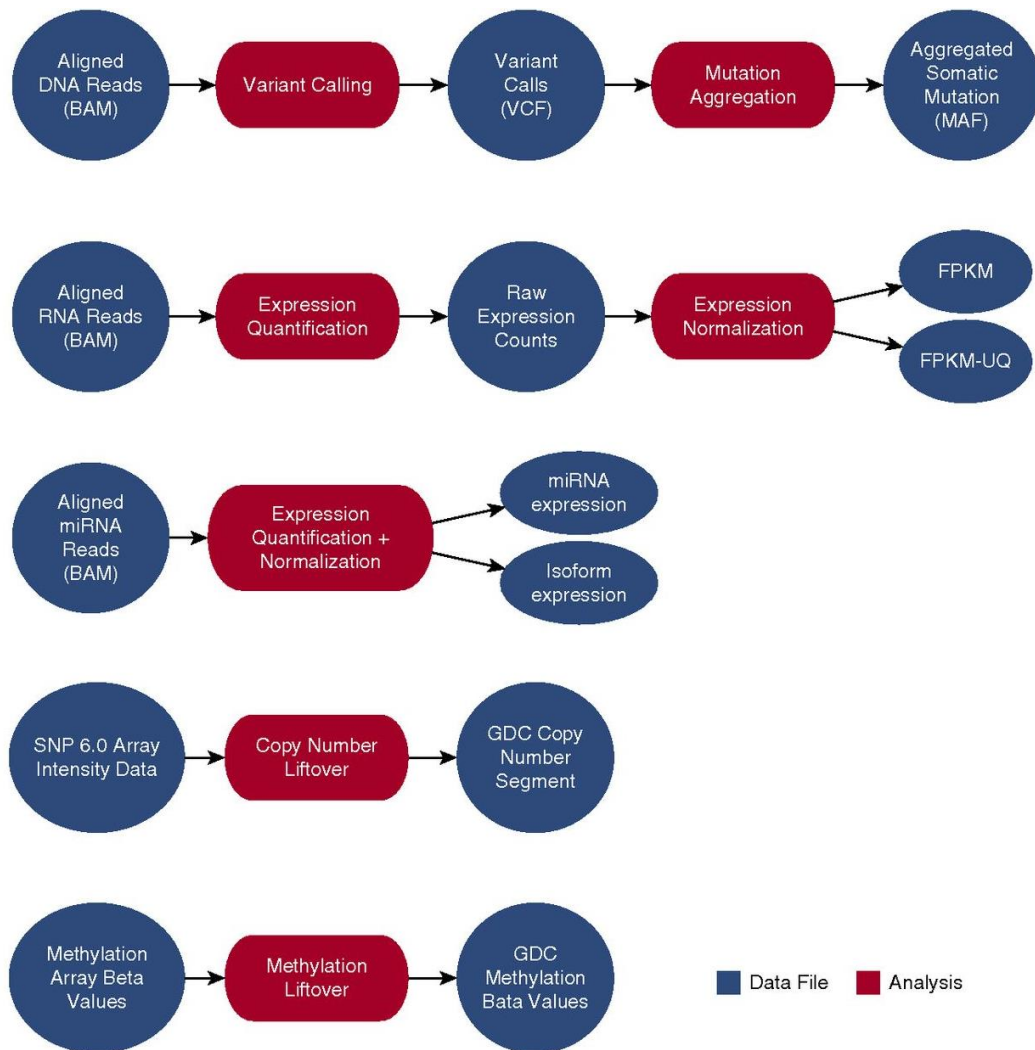 Aligned
DNA Reads
(BAM)
Variant Calling
Variant
Calls
(VCF)
Mutation
Aggregation
Aggregated
Somatic
Mutation
(MAF)
Aligned
RNA Reads
(BAM)
Expression
Quantification
Raw
Expression
Counts
Expression
Normalization
FPKM
FPKM-UQ
Aligned
miRNA
Reads
(BAM)
Expression
Quantification +
Normalization
miRNA
expression
Isoform
expression
SNP 6.0 Array
Intensity Data
Copy Number
Liftover
GDC Copy
Number
Segment
Methylation
Array Beta
Values
Methylation
Liftover
GDC
Methylation
Bata Values
Data File
Analysis